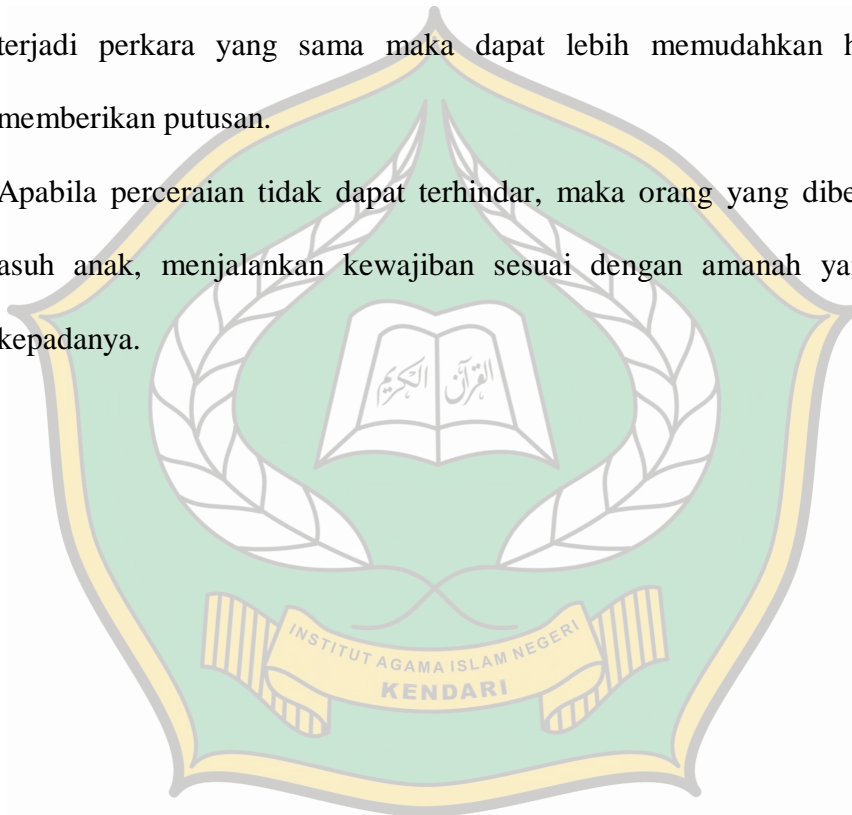 terjadi perkara yang sama maka dapat lebih memudahkan h
memberikan putusan.
Apabila perceraian tidak dapat terhindar, maka orang yang dibe
asuh anak, menjalankan kewajiban sesuai dengan amanah ya
kepadanya.
القرآن الكريم
INSTITUT AGAMA ISLAM NEGERI
KENDARI